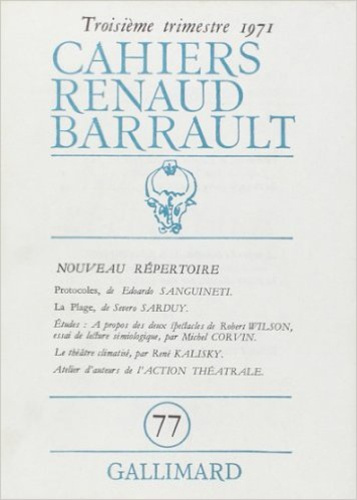 Troisième trimestre 1971
CAHIERS
RENAUD
BARRAULT
NOUVEAU RÉPERTOIRE
Protocoles, de Edoardo SANGUINETI.
La Plage, de Severo SARDUY.
Études : A propos des deux spectacles de Robert WILSON,
essai de lecture sémiologique, par Michel CORVIN.
Le théâtre climatisé, par René KALISKY.
Atelier d'auteurs de l'ACTION THÉATRALE.
77
GALLIMARD